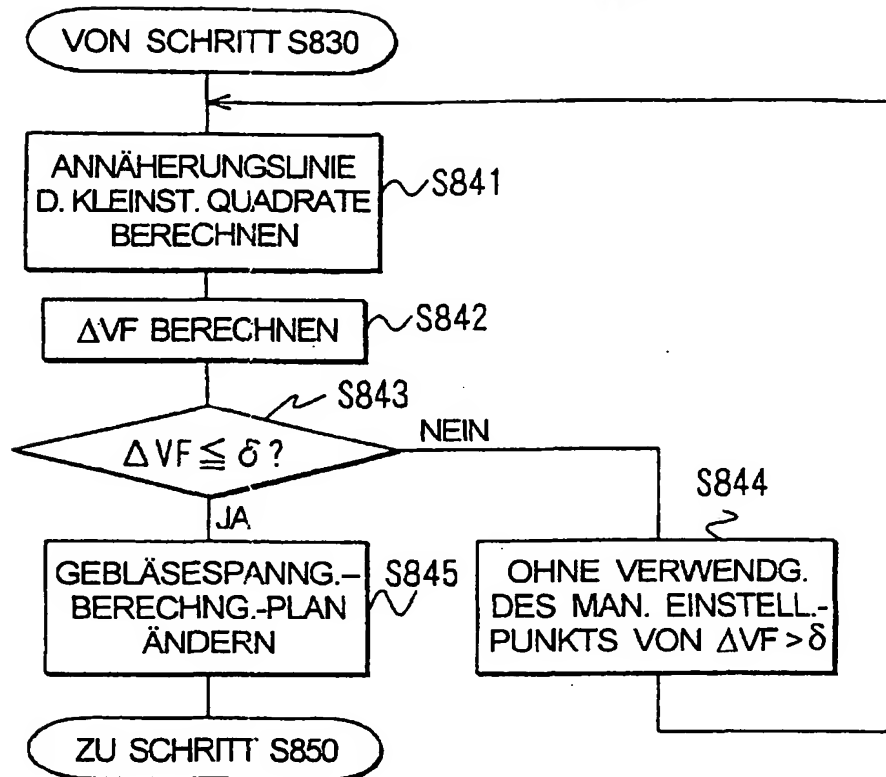 VON SCHRITT S830
ANNÄHERUNGSLINIE
D. KLEINST. QUADRATE
BERECHNEN
S841
ΔVF BERECHNEN
S842
S843
ΔVF ≦ δ ?
NEIN
JA
S844
OHNE VERWENDG.
DES MAN. EINSTELL.-
PUNKTS VON ΔVF > δ
GEBLÄSESPANNG.–
BERECHNG.-PLAN
ÄNDERN
S845
ZU SCHRITT S850